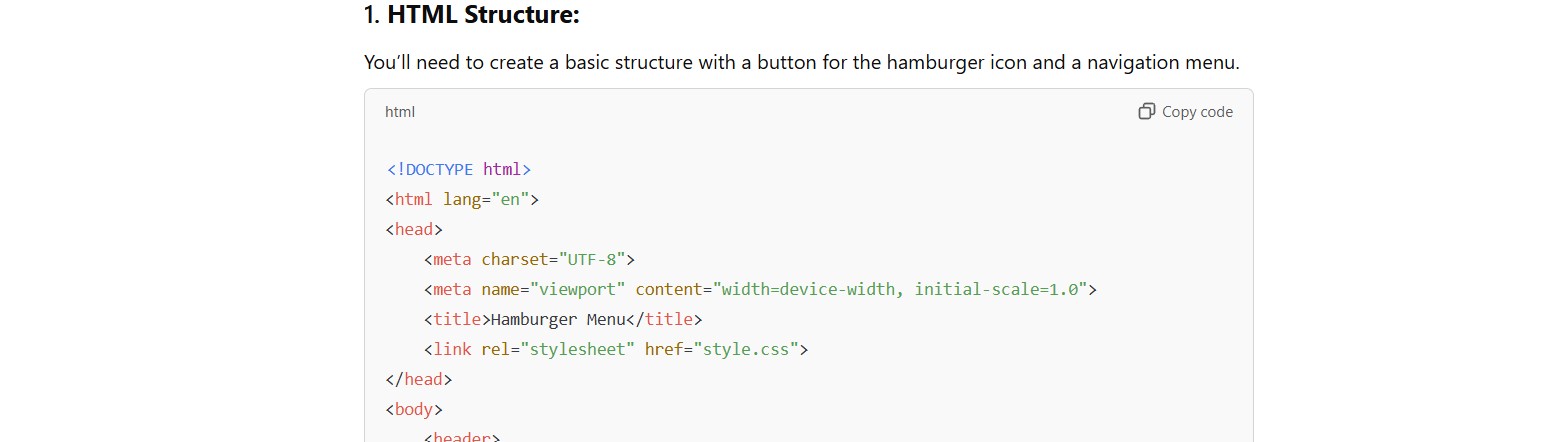 1. HTML Structure:
You’ll need to create a basic structure with a button for the hamburger icon and a navigation menu.
html
Copy code
<!DOCTYPE html>
<html lang="en">
<head>
    <meta charset="UTF-8">
    <meta name="viewport" content="width=device-width, initial-scale=1.0">
    <title>Hamburger Menu</title>
    <link rel="stylesheet" href="style.css">
</head>
<body>
    <header>